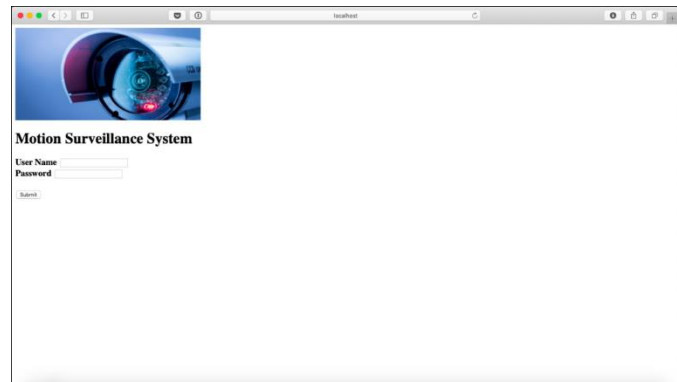 localhost
Motion Surveillance System
User Name
Password
Submit